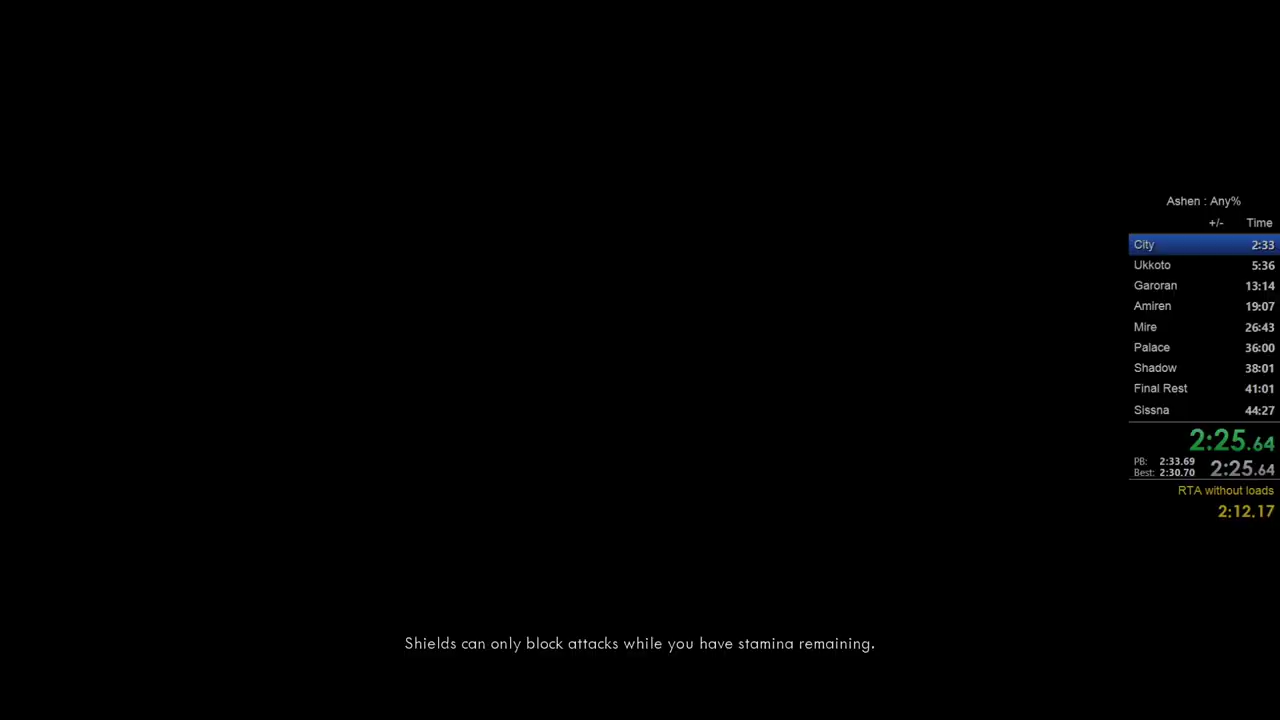 Ashen : Any%
+/- Time
City 2:33
Ukkoto 5:36
Garoran 13:14
Amiren 19:07
Mire 26:43
Palace 36:00
Shadow 38:01
Final Rest 41:01
Sissna 44:27
2:25.64
PB: 2:33.69
Best: 2:30.70
2:25.64
RTA without loads
2:12.17
Shields can only block attacks while you have stamina remaining.